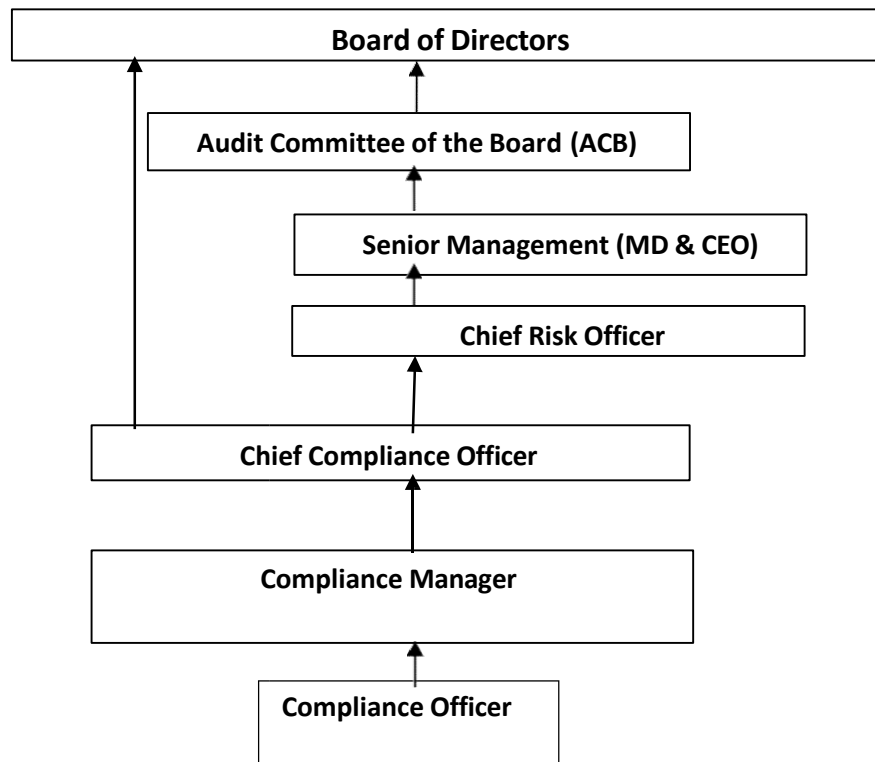 Board of Directors
Audit Committee of the Board (ACB)
Senior Management (MD & CEO)
Chief Risk Officer
Chief Compliance Officer
Compliance Manager
Compliance Officer